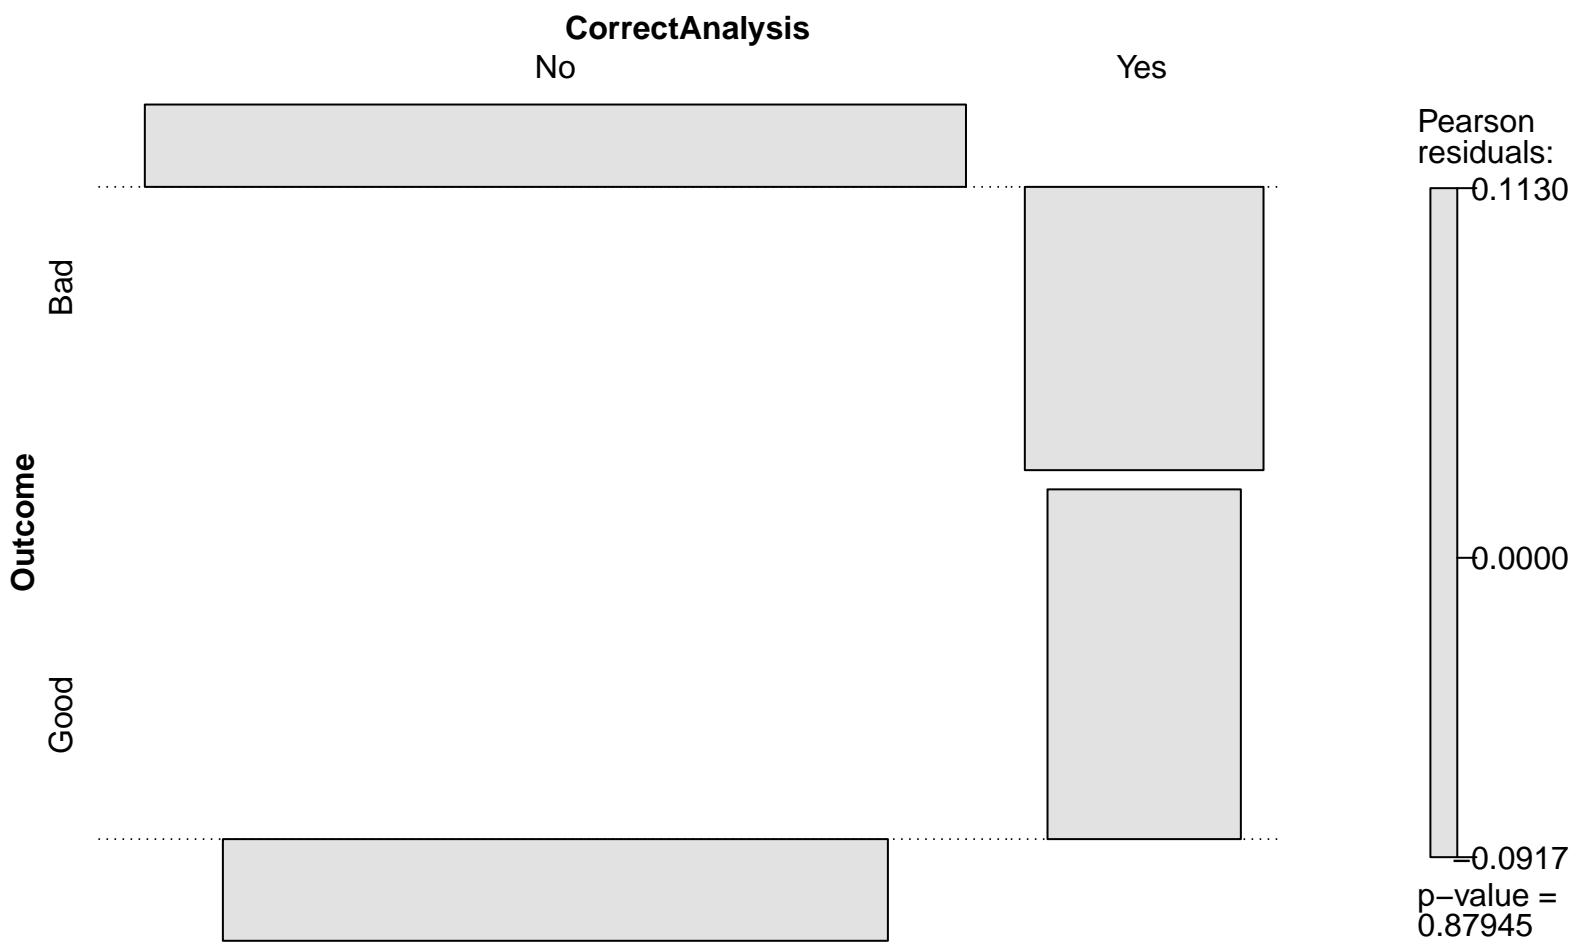 CorrectAnalysis
No Yes
Outcome
Bad
Good
Pearson
residuals:
0.1130
0.0000
−0.0917
p−value =
0.87945